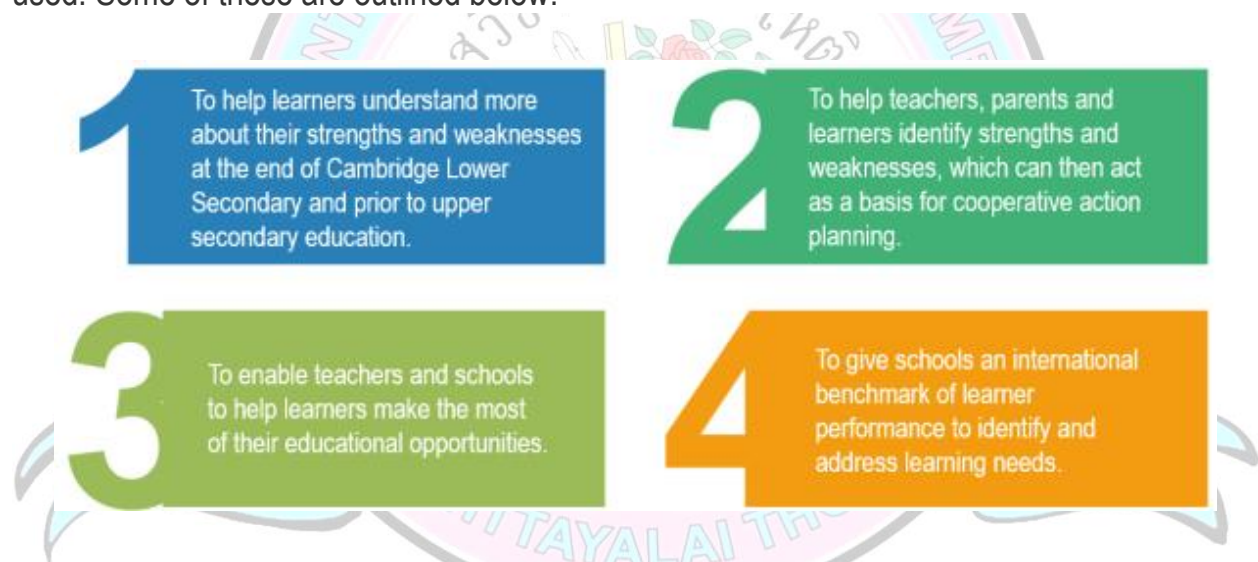 used. Some of these are outlined below:
1
To help learners understand more
about their strengths and weaknesses
at the end of Cambridge Lower
Secondary and prior to upper
secondary education.
2
To help teachers, parents and
learners identify strengths and
weaknesses, which can then act
as a basis for cooperative action
planning.
3
To enable teachers and schools
to help learners make the most
of their educational opportunities.
4
To give schools an international
benchmark of learner
performance to identify and
address learning needs.